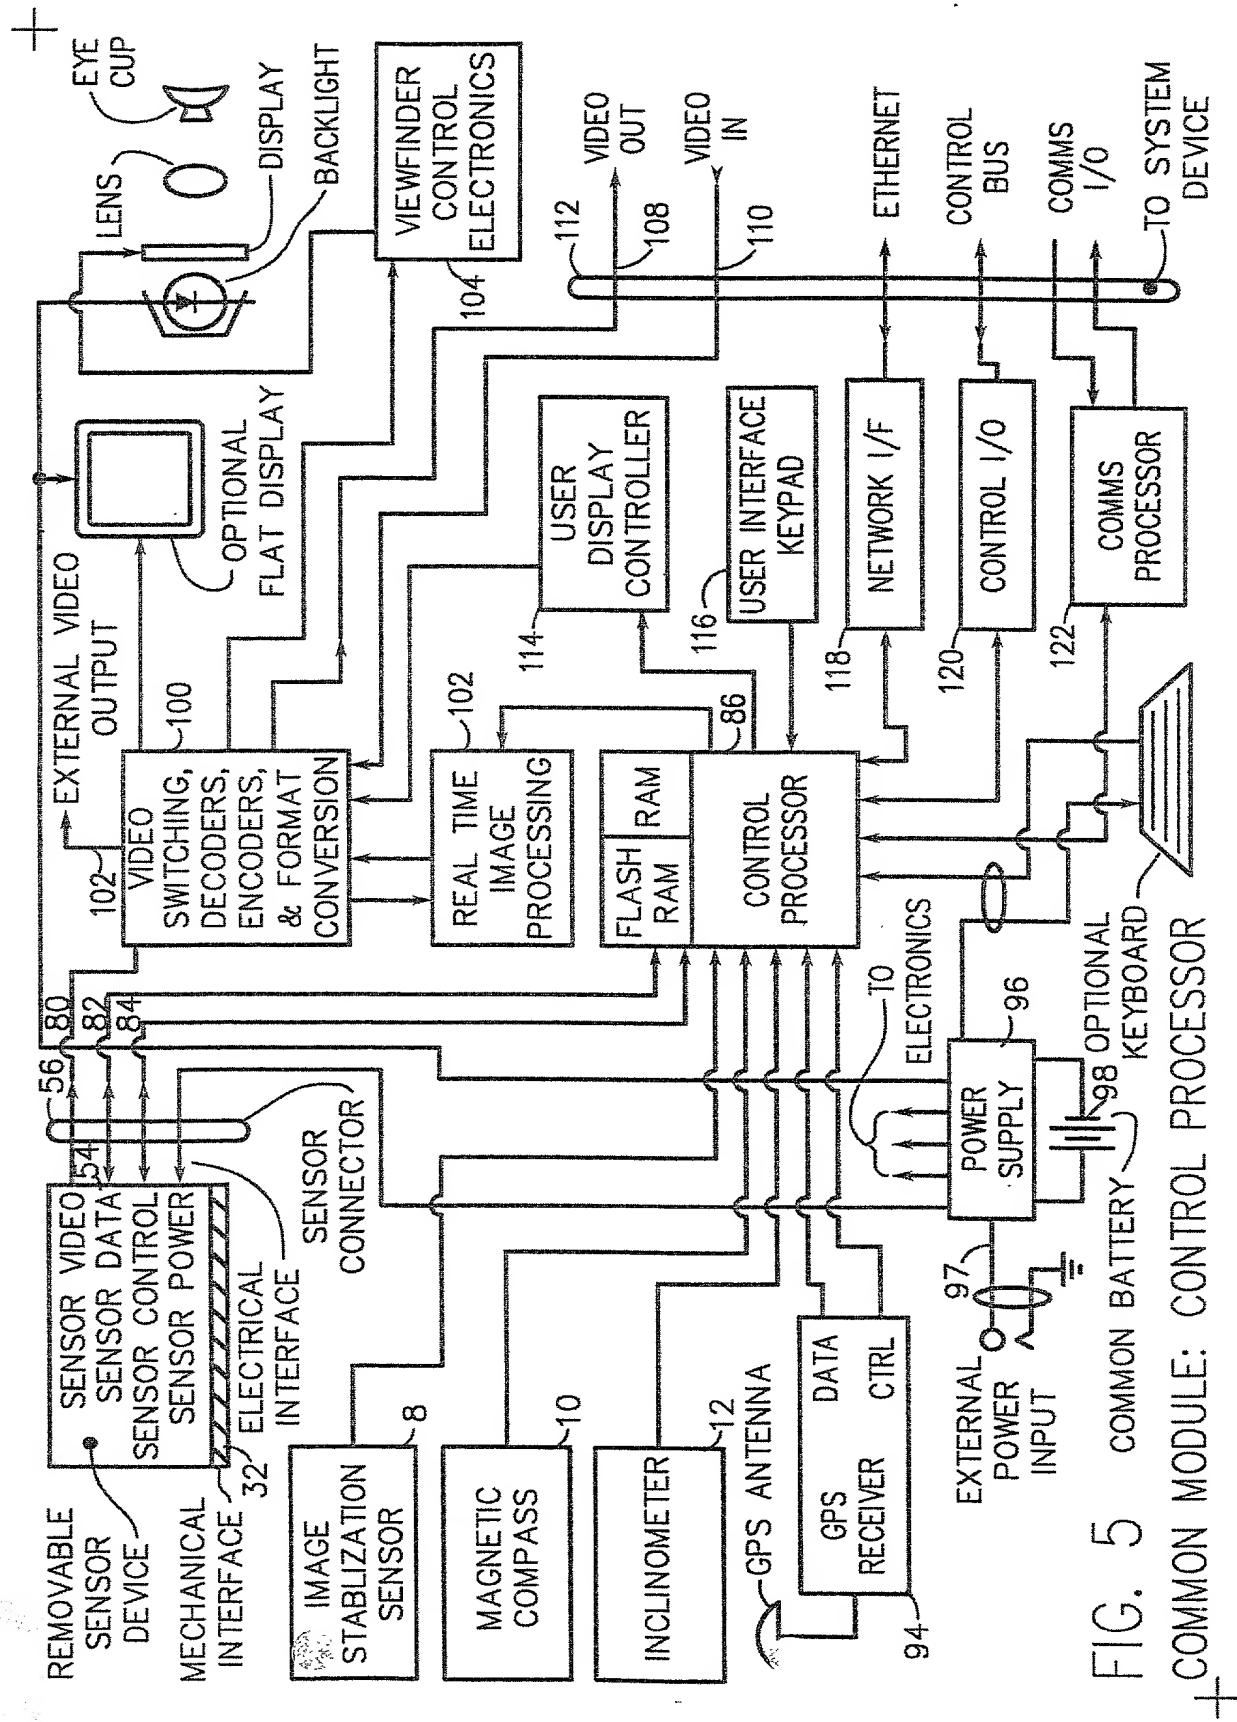 REMOVABLE
SENSOR
DEVICE
SENSOR VIDEO
SENSOR DATA
SENSOR CONTROL
SENSOR POWER
54
56
80
82
84
MECHANICAL
INTERFACE
32
ELECTRICAL
INTERFACE
SENSOR
CONNECTOR
102
EXTERNAL VIDEO
OUTPUT
VIDEO
SWITCHING,
DECODERS,
ENCODERS,
& FORMAT
CONVERSION
100
OPTIONAL
FLAT DISPLAY
LENS
EYE
CUP
DISPLAY
BACKLIGHT
VIEWFINDER
CONTROL
ELECTRONICS
104
IMAGE
STABLIZATION
SENSOR
8
MAGNETIC
COMPASS
10
INCLINOMETER
12
REAL TIME
IMAGE
PROCESSING
102
USER
DISPLAY
CONTROLLER
114
112
108
VIDEO
OUT
110
VIDEO
IN
FLASH
RAM
RAM
86
CONTROL
PROCESSOR
USER INTERFACE
KEYPAD
116
NETWORK I/F
118
ETHERNET
CONTROL I/O
120
CONTROL
BUS
COMMS
PROCESSOR
122
COMMS
I/O
TO SYSTEM
DEVICE
GPS ANTENNA
GPS
RECEIVER
DATA
CTRL
94
TO
ELECTRONICS
POWER
SUPPLY
96
97
98
EXTERNAL
POWER
INPUT
COMMON BATTERY
OPTIONAL
KEYBOARD
FIG. 5
COMMON MODULE: CONTROL PROCESSOR